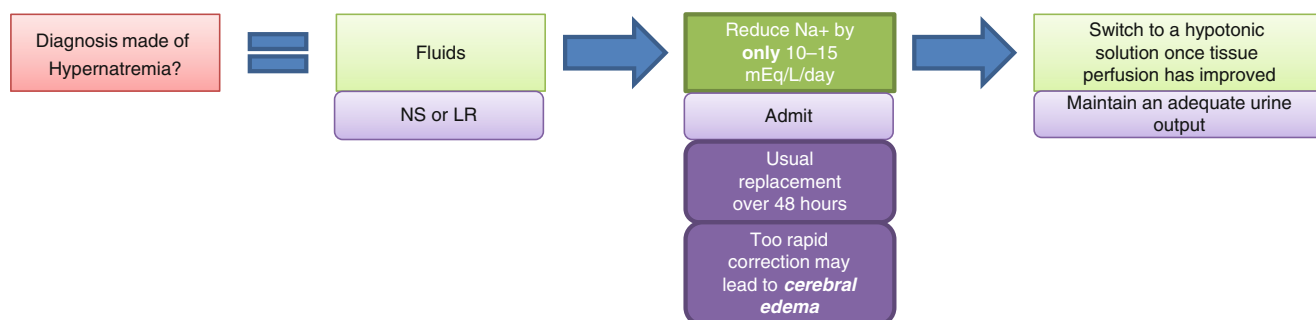 Diagnosis made of
Hypernatremia?
Fluids
NS or LR
Reduce Na+ by
only 10–15
mEq/L/day
Admit
Usual
replacement
over 48 hours
Too rapid
correction may
lead to cerebral
edema
Switch to a hypotonic
solution once tissue
perfusion has improved
Maintain an adequate urine
output